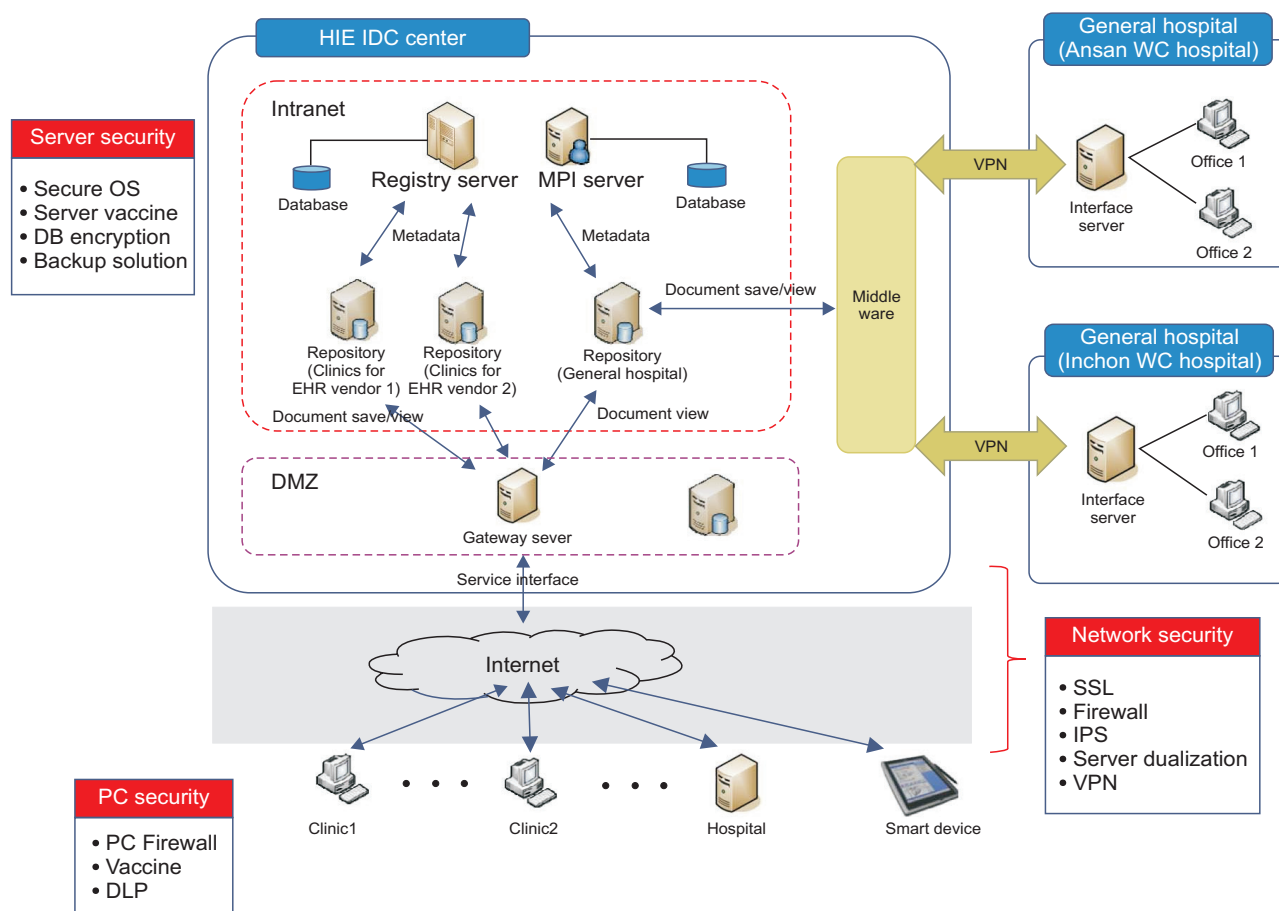 HIE IDC center
General hospital
(Ansan WC hospital)
Server security
• Secure OS
• Server vaccine
• DB encryption
• Backup solution
Intranet
Registry server
MPI server
Database
Database
Metadata
Metadata
Document save/view
Repository
(Clinics for
EHR vendor 1)
Repository
(Clinics for
EHR vendor 2)
Repository
(General hospital)
Document save/view
Document view
Middle
ware
VPN
Interface
server
Office 1
Office 2
General hospital
(Inchon WC hospital)
VPN
Interface
server
Office 1
Office 2
DMZ
Gateway sever
Service interface
Internet
Network security
• SSL
• Firewall
• IPS
• Server dualization
• VPN
Clinic1
Clinic2
Hospital
Smart device
PC security
• PC Firewall
• Vaccine
• DLP